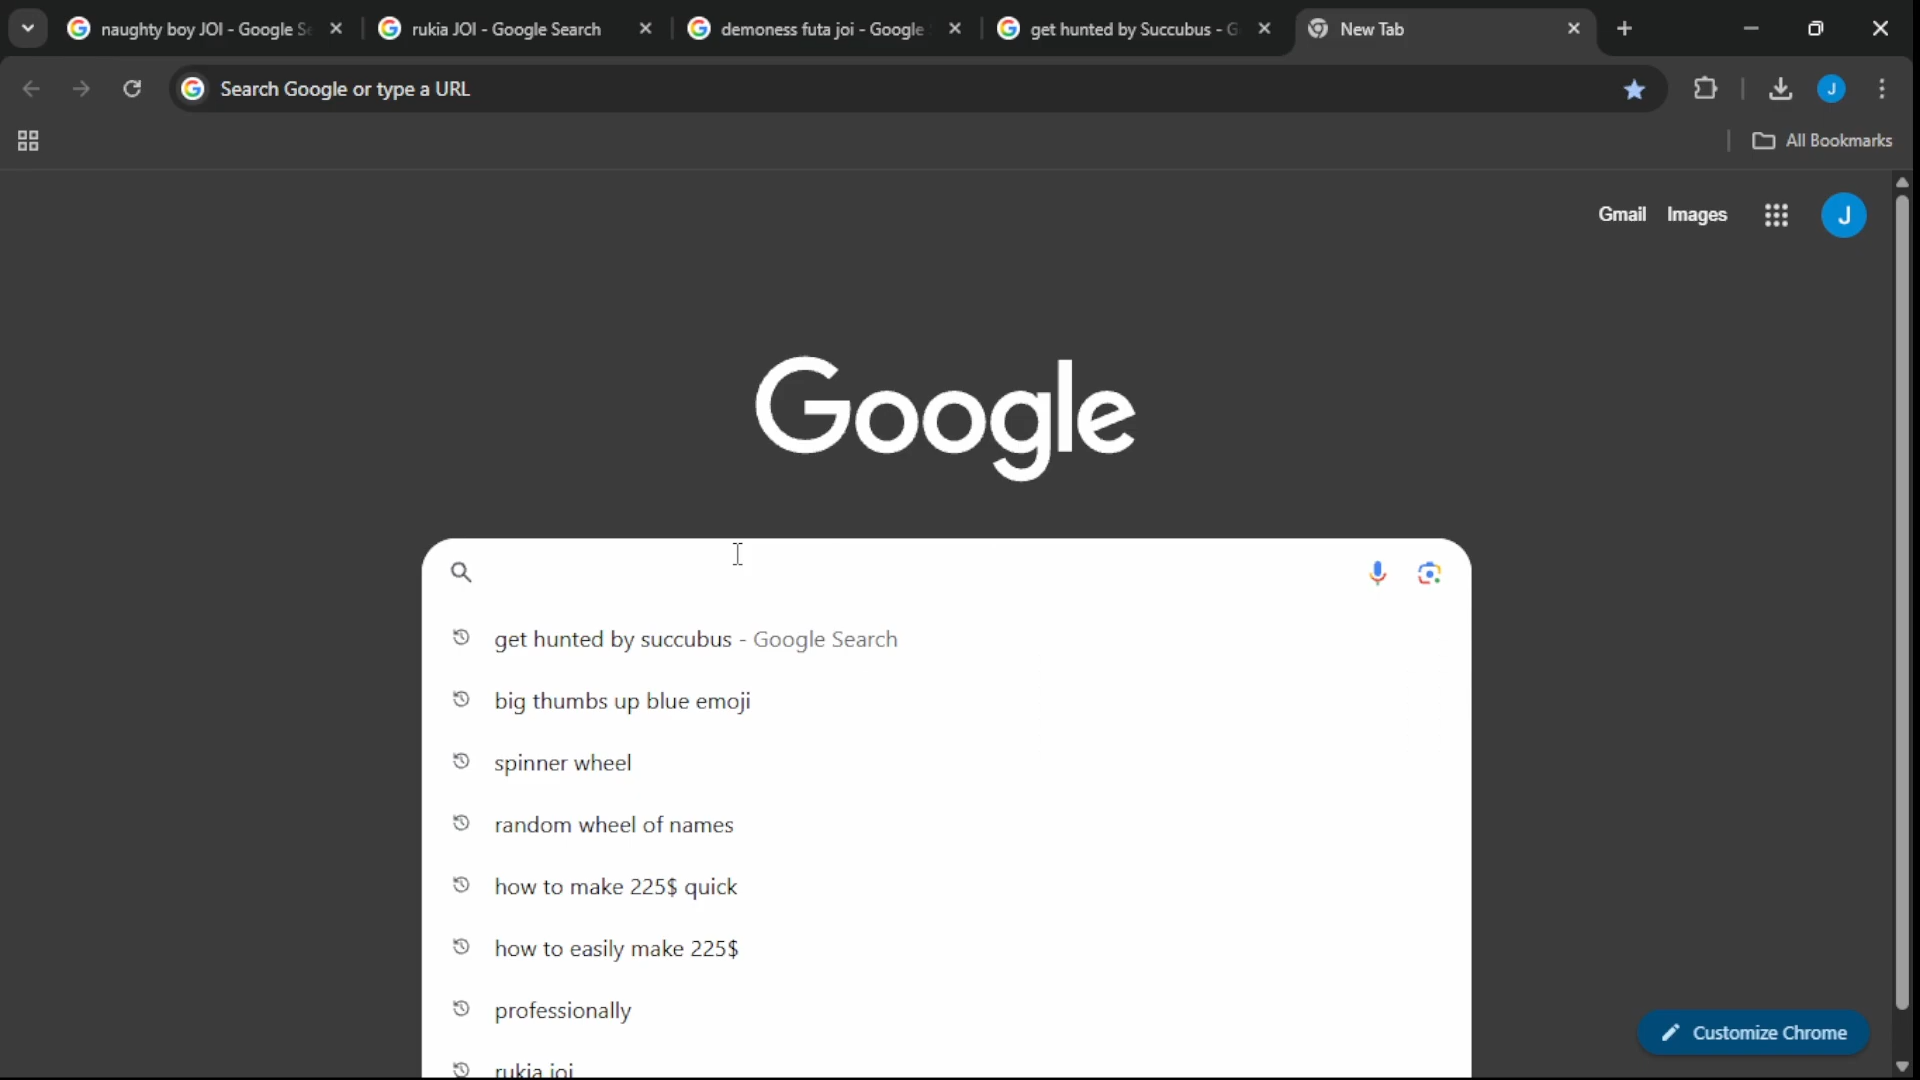 naughty boy JOI - Google S
rukia JOI - Google Search
demoness futa joi - Google
get hunted by Succubus - G
New Tab
Search Google or type a URL
J
All Bookmarks
Gmail
Images
J
Google
get hunted by succubus - Google Search
big thumbs up blue emoji
spinner wheel
random wheel of names
how to make 225$ quick
how to easily make 225$
professionally
rukia joi
Customize Chrome